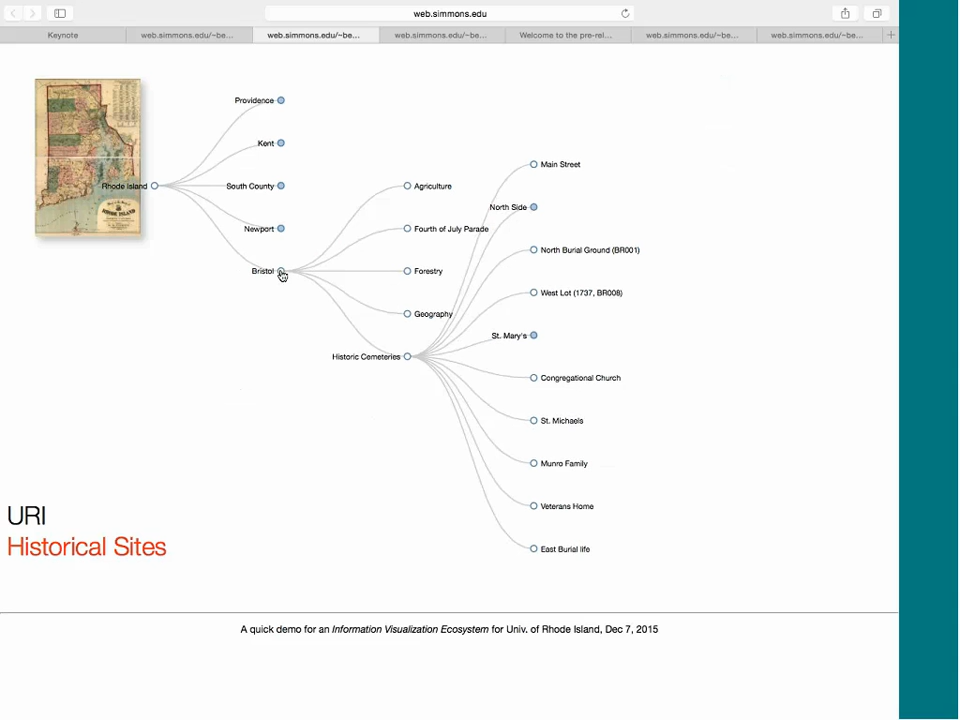 web.simmons.edu
Keynote
web.simmons.edu/~be...
web.simmons.edu/~be...
web.simmons.edu/~be...
Welcome to the pre-rel...
web.simmons.edu/~be...
web.simmons.edu/~be...
Providence
Kent
Rhode Island
South County
Newport
Bristol
RHODE ISLAND
Agriculture
Fourth of July Parade
Forestry
Geography
Historic Cemeteries
Main Street
North Side
North Burial Ground (BR001)
West Lot (1737, BR008)
St. Mary's
Congregational Church
St. Michaels
Munro Family
Veterans Home
East Burial life
URI
Historical Sites
A quick demo for an Information Visualization Ecosystem for Univ. of Rhode Island, Dec 7, 2015